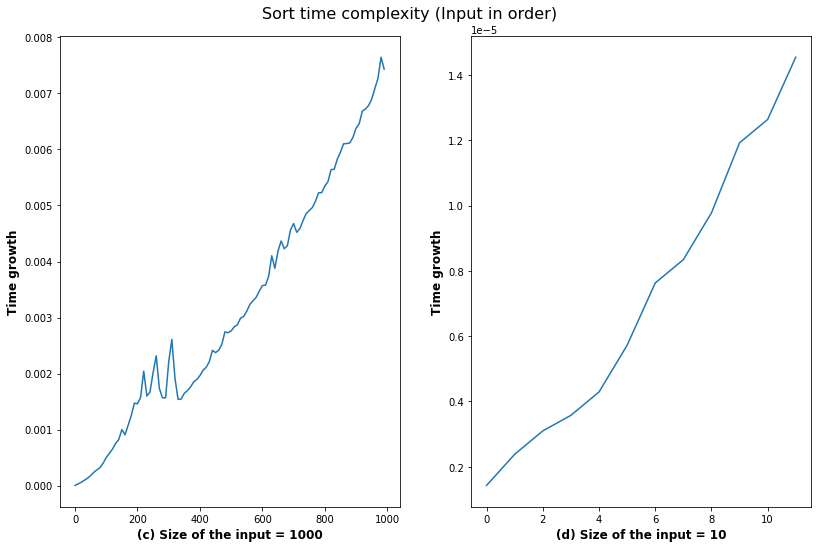 Sort time complexity (Input in order)
0.008
0.007
0.006
0.005
0.004
0.003
0.002
0.001
0.000
Time growth
0 200 400 600 800 1000
(c) Size of the input = 1000
1e−5
1.4
1.2
1.0
0.8
0.6
0.4
0.2
Time growth
0 2 4 6 8 10
(d) Size of the input = 10